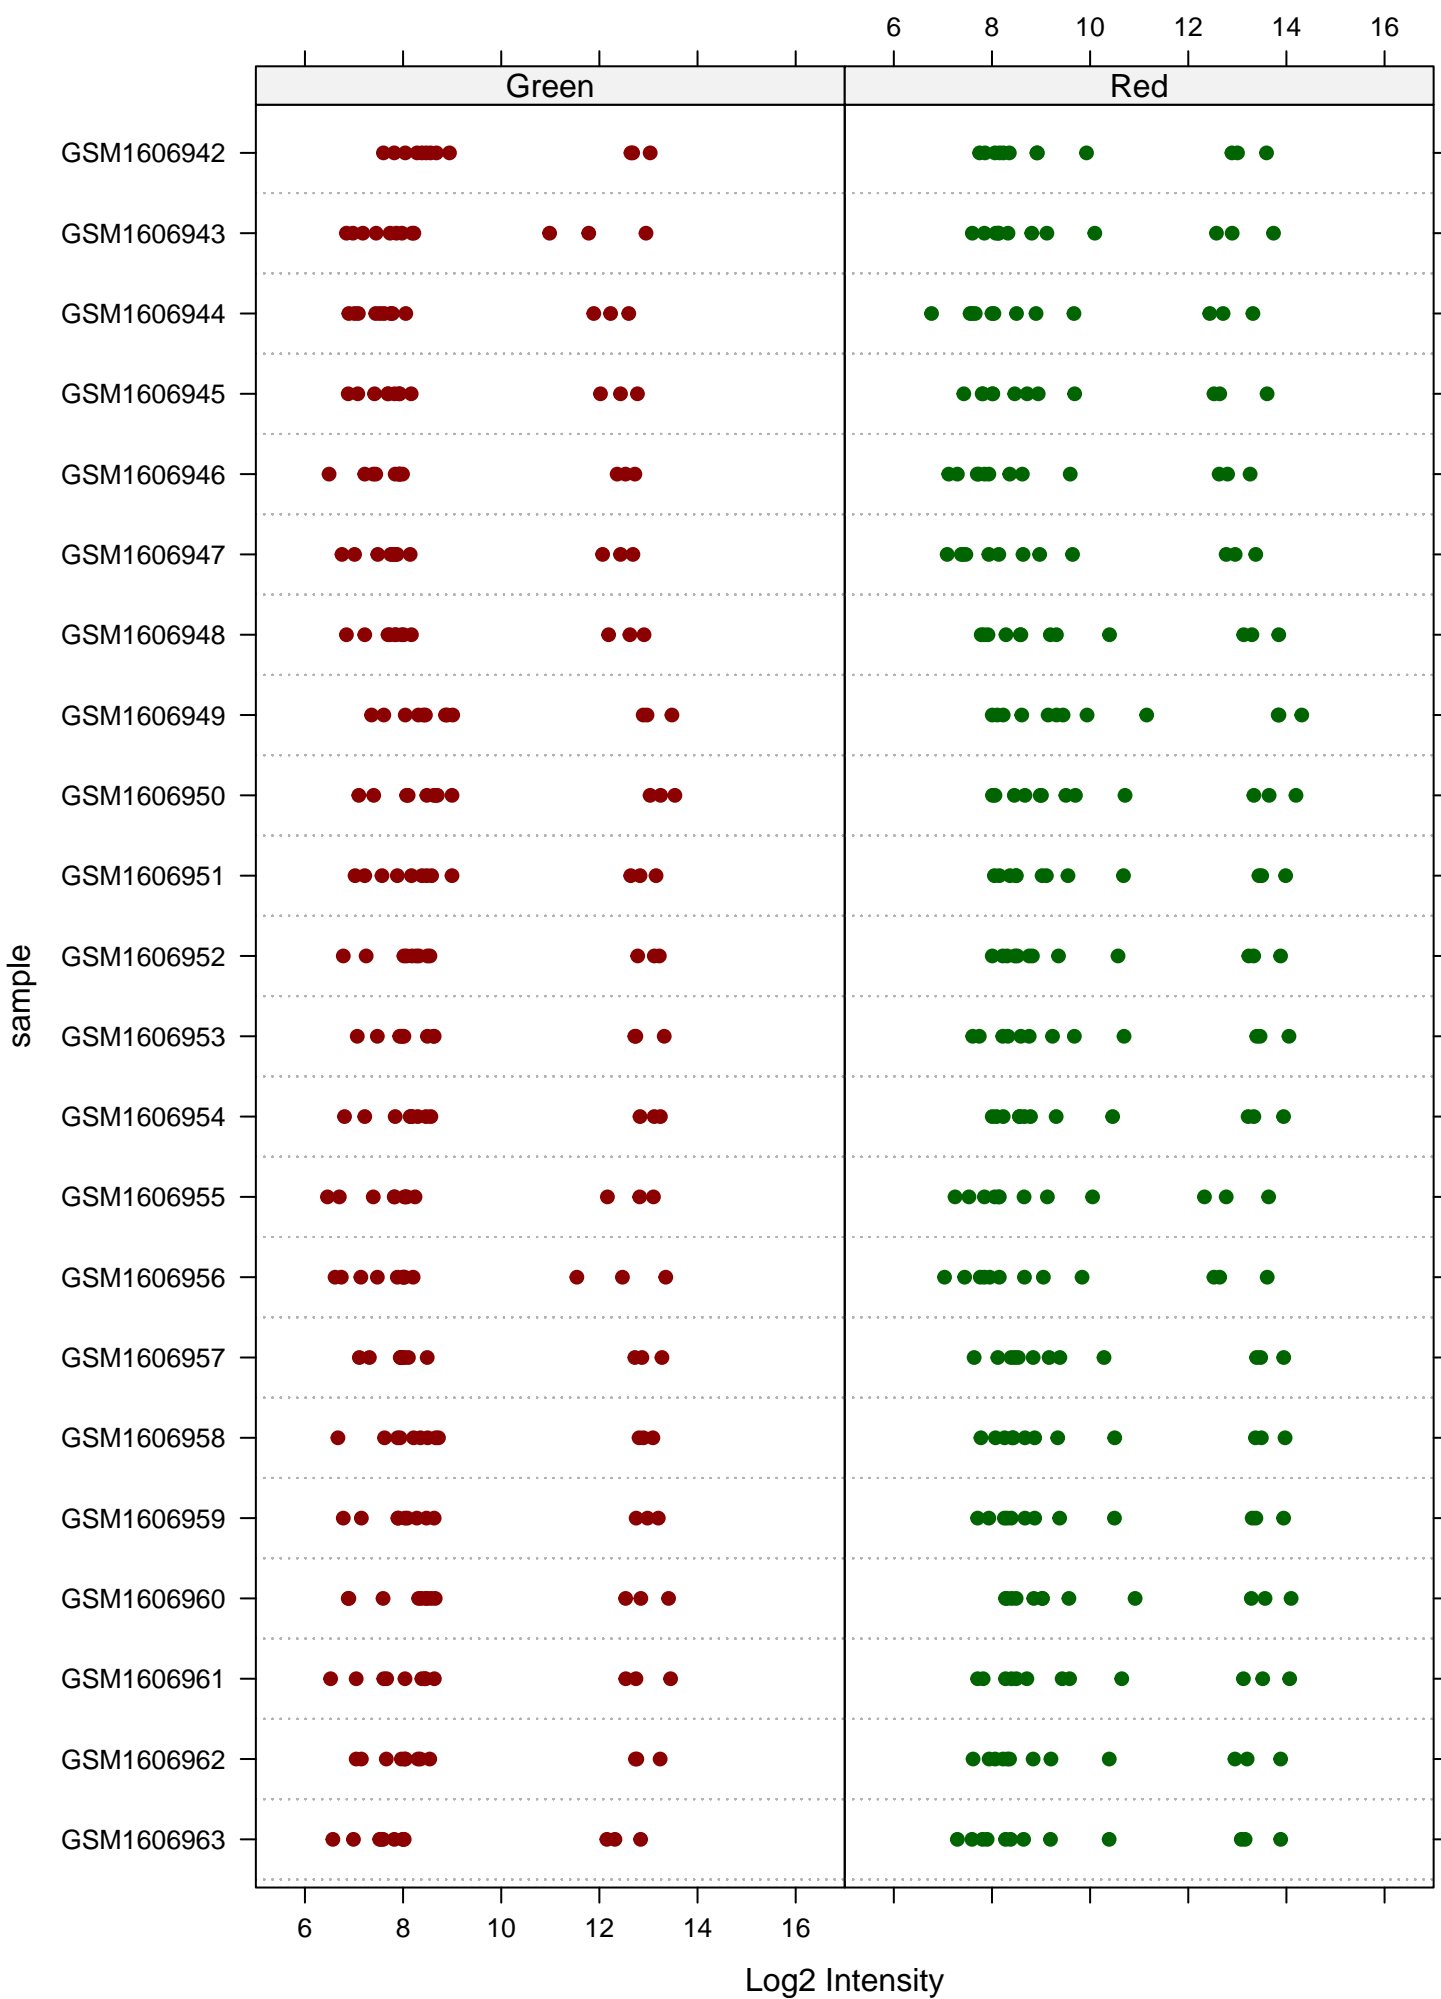 6 8 10 12 14 16
Green Red
GSM1606942
GSM1606943
GSM1606944
GSM1606945
GSM1606946
GSM1606947
GSM1606948
GSM1606949
GSM1606950
GSM1606951
GSM1606952
GSM1606953
GSM1606954
GSM1606955
GSM1606956
GSM1606957
GSM1606958
GSM1606959
GSM1606960
GSM1606961
GSM1606962
GSM1606963
sample
6 8 10 12 14 16
Log2 Intensity